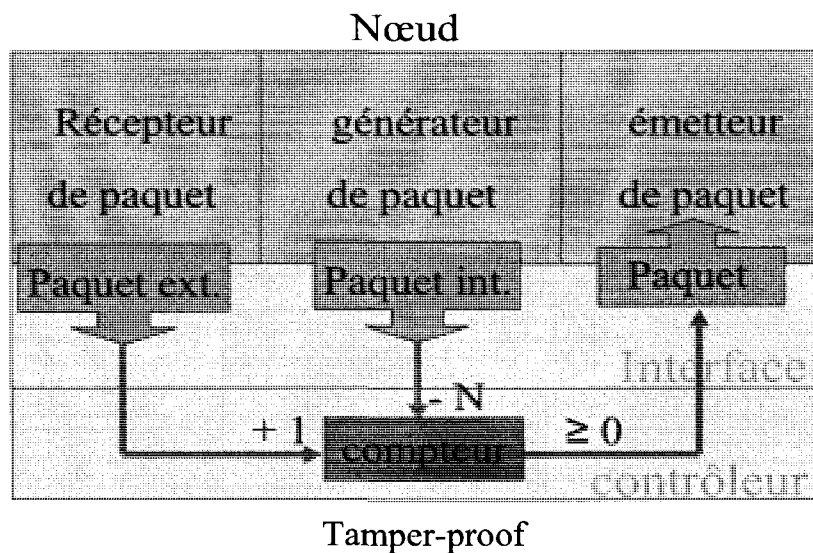 Nœud
Récepteur
de paquet
générateur
de paquet
émetteur
de paquet
Paquet ext.
Paquet int.
Paquet
Interface
- N
+ 1
compteur
≥ 0
contrôleur
Tamper-proof